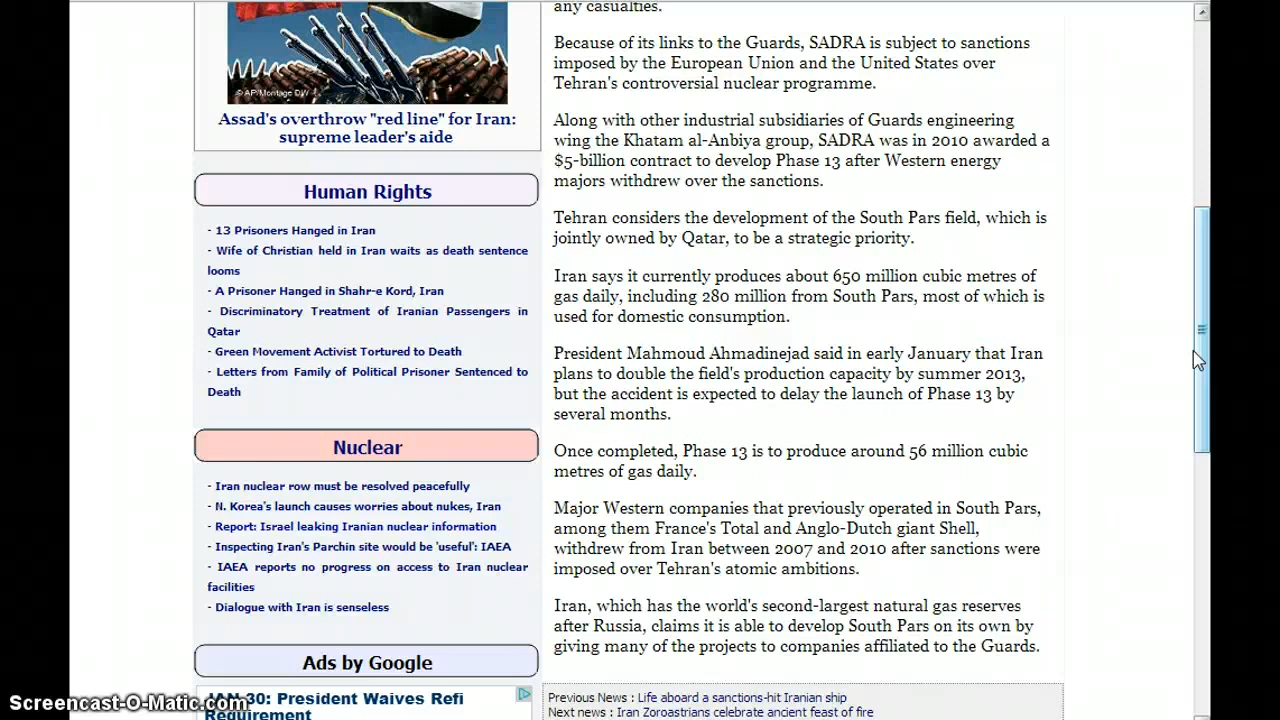 © AP/Montage DW
Assad's overthrow "red line" for Iran:
supreme leader's aide
Human Rights
- 13 Prisoners Hanged in Iran
- Wife of Christian held in Iran waits as death sentence
looms
- A Prisoner Hanged in Shahr-e Kord, Iran
- Discriminatory Treatment of Iranian Passengers in
Qatar
- Green Movement Activist Tortured to Death
- Letters from Family of Political Prisoner Sentenced to
Death
Nuclear
- Iran nuclear row must be resolved peacefully
- N. Korea's launch causes worries about nukes, Iran
- Report: Israel leaking Iranian nuclear information
- Inspecting Iran's Parchin site would be 'useful': IAEA
- IAEA reports no progress on access to Iran nuclear
facilities
- Dialogue with Iran is senseless
Ads by Google
JAN 30: President Waives Refi
Requirement
any casualties.
Because of its links to the Guards, SADRA is subject to sanctions
imposed by the European Union and the United States over
Tehran's controversial nuclear programme.
Along with other industrial subsidiaries of Guards engineering
wing the Khatam al-Anbiya group, SADRA was in 2010 awarded a
$5-billion contract to develop Phase 13 after Western energy
majors withdrew over the sanctions.
Tehran considers the development of the South Pars field, which is
jointly owned by Qatar, to be a strategic priority.
Iran says it currently produces about 650 million cubic metres of
gas daily, including 280 million from South Pars, most of which is
used for domestic consumption.
President Mahmoud Ahmadinejad said in early January that Iran
plans to double the field's production capacity by summer 2013,
but the accident is expected to delay the launch of Phase 13 by
several months.
Once completed, Phase 13 is to produce around 56 million cubic
metres of gas daily.
Major Western companies that previously operated in South Pars,
among them France's Total and Anglo-Dutch giant Shell,
withdrew from Iran between 2007 and 2010 after sanctions were
imposed over Tehran's atomic ambitions.
Iran, which has the world's second-largest natural gas reserves
after Russia, claims it is able to develop South Pars on its own by
giving many of the projects to companies affiliated to the Guards.
Previous News : Life aboard a sanctions-hit Iranian ship
Next news : Iran Zoroastrians celebrate ancient feast of fire
Screencast-O-Matic.com